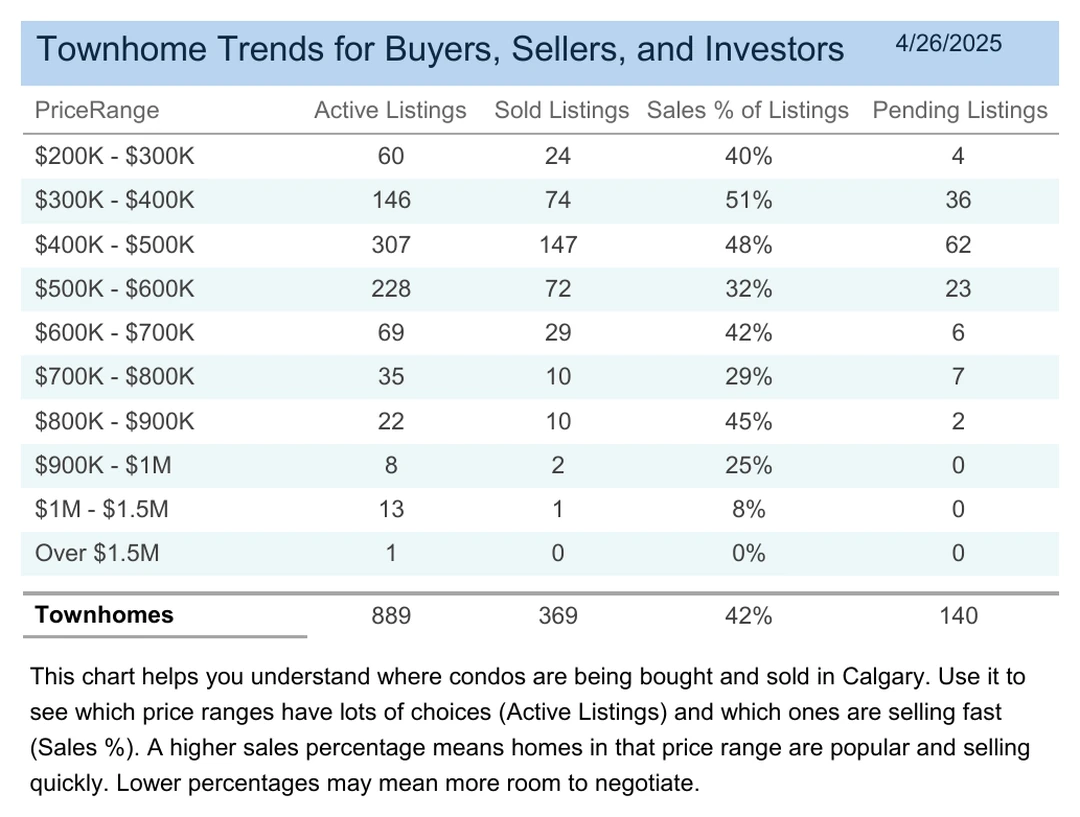 Townhome Trends for Buyers, Sellers, and Investors 4/26/2025
PriceRange Active Listings Sold Listings Sales % of Listings Pending Listings
$200K - $300K 60 24 40% 4
$300K - $400K 146 74 51% 36
$400K - $500K 307 147 48% 62
$500K - $600K 228 72 32% 23
$600K - $700K 69 29 42% 6
$700K - $800K 35 10 29% 7
$800K - $900K 22 10 45% 2
$900K - $1M 8 2 25% 0
$1M - $1.5M 13 1 8% 0
Over $1.5M 1 0 0% 0
Townhomes 889 369 42% 140
This chart helps you understand where condos are being bought and sold in Calgary. Use it to
see which price ranges have lots of choices (Active Listings) and which ones are selling fast
(Sales %). A higher sales percentage means homes in that price range are popular and selling
quickly. Lower percentages may mean more room to negotiate.